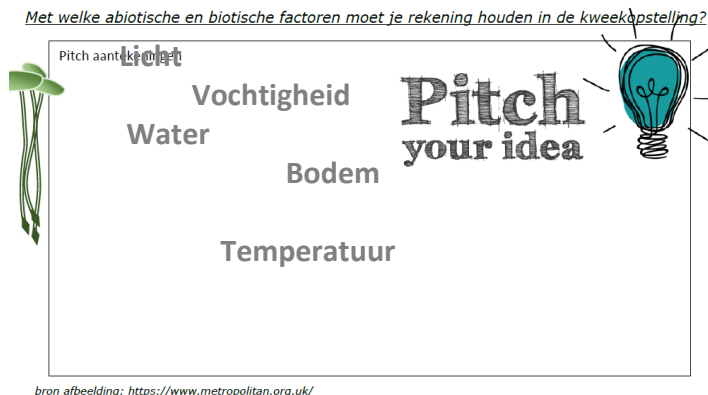 Met welke abiotische en biotische factoren moet je rekening houden in de kweekopstelling?
Pitch aantekeningen
Licht
Vochtigheid
Water
Bodem
Temperatuur
Pitch
your idea
bron afbeelding: https://www.metropolitan.org.uk/